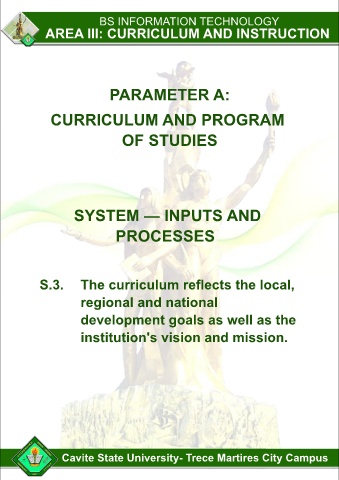 BS INFORMATION TECHNOLOGY
AREA III: CURRICULUM AND INSTRUCTION
PARAMETER A:
CURRICULUM AND PROGRAM
OF STUDIES
SYSTEM — INPUTS AND
PROCESSES
S.3. The curriculum reflects the local,
regional and national
development goals as well as the
institution's vision and mission.
Cavite State University- Trece Martires City Campus